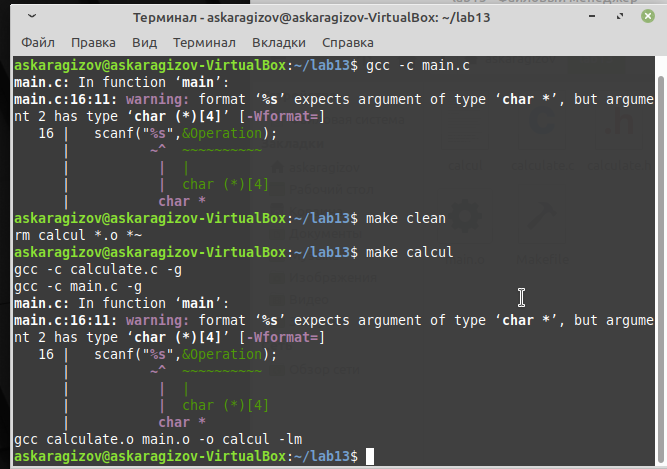 Терминал - askaragizov@askaragizov-VirtualBox: ~/lab13
Файл Правка Вид Терминал Вкладки Справка
askaragizov@askaragizov-VirtualBox:~/lab13$ gcc -c main.c
main.c: In function ‘main’:
main.c:16:11: warning: format ‘%s’ expects argument of type ‘char *’, but argume
nt 2 has type ‘char (*)[4]’ [-Wformat=]
   16 |   scanf("%s",&Operation);
      |          ~^  ~~~~~~~~~~
      |           |  |
      |           |  char (*)[4]
      |           char *
askaragizov@askaragizov-VirtualBox:~/lab13$ make clean
rm calcul *.o *~
askaragizov@askaragizov-VirtualBox:~/lab13$ make calcul
gcc -c calculate.c -g
gcc -c main.c -g
main.c: In function ‘main’:
main.c:16:11: warning: format ‘%s’ expects argument of type ‘char *’, but argume
nt 2 has type ‘char (*)[4]’ [-Wformat=]
   16 |   scanf("%s",&Operation);
      |          ~^  ~~~~~~~~~~
      |           |  |
      |           |  char (*)[4]
      |           char *
gcc calculate.o main.o -o calcul -lm
askaragizov@askaragizov-VirtualBox:~/lab13$